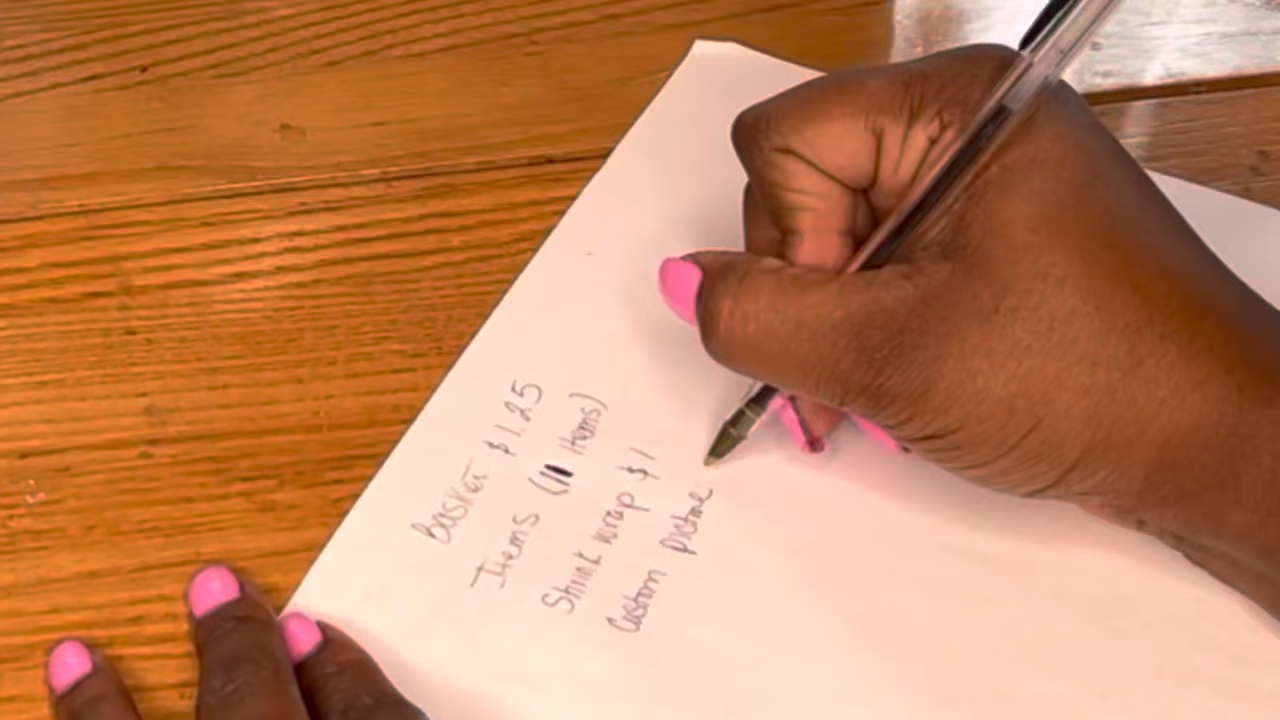 Basket $1.25
Items (11 Items)
Shrink wrap $1
Custom picture